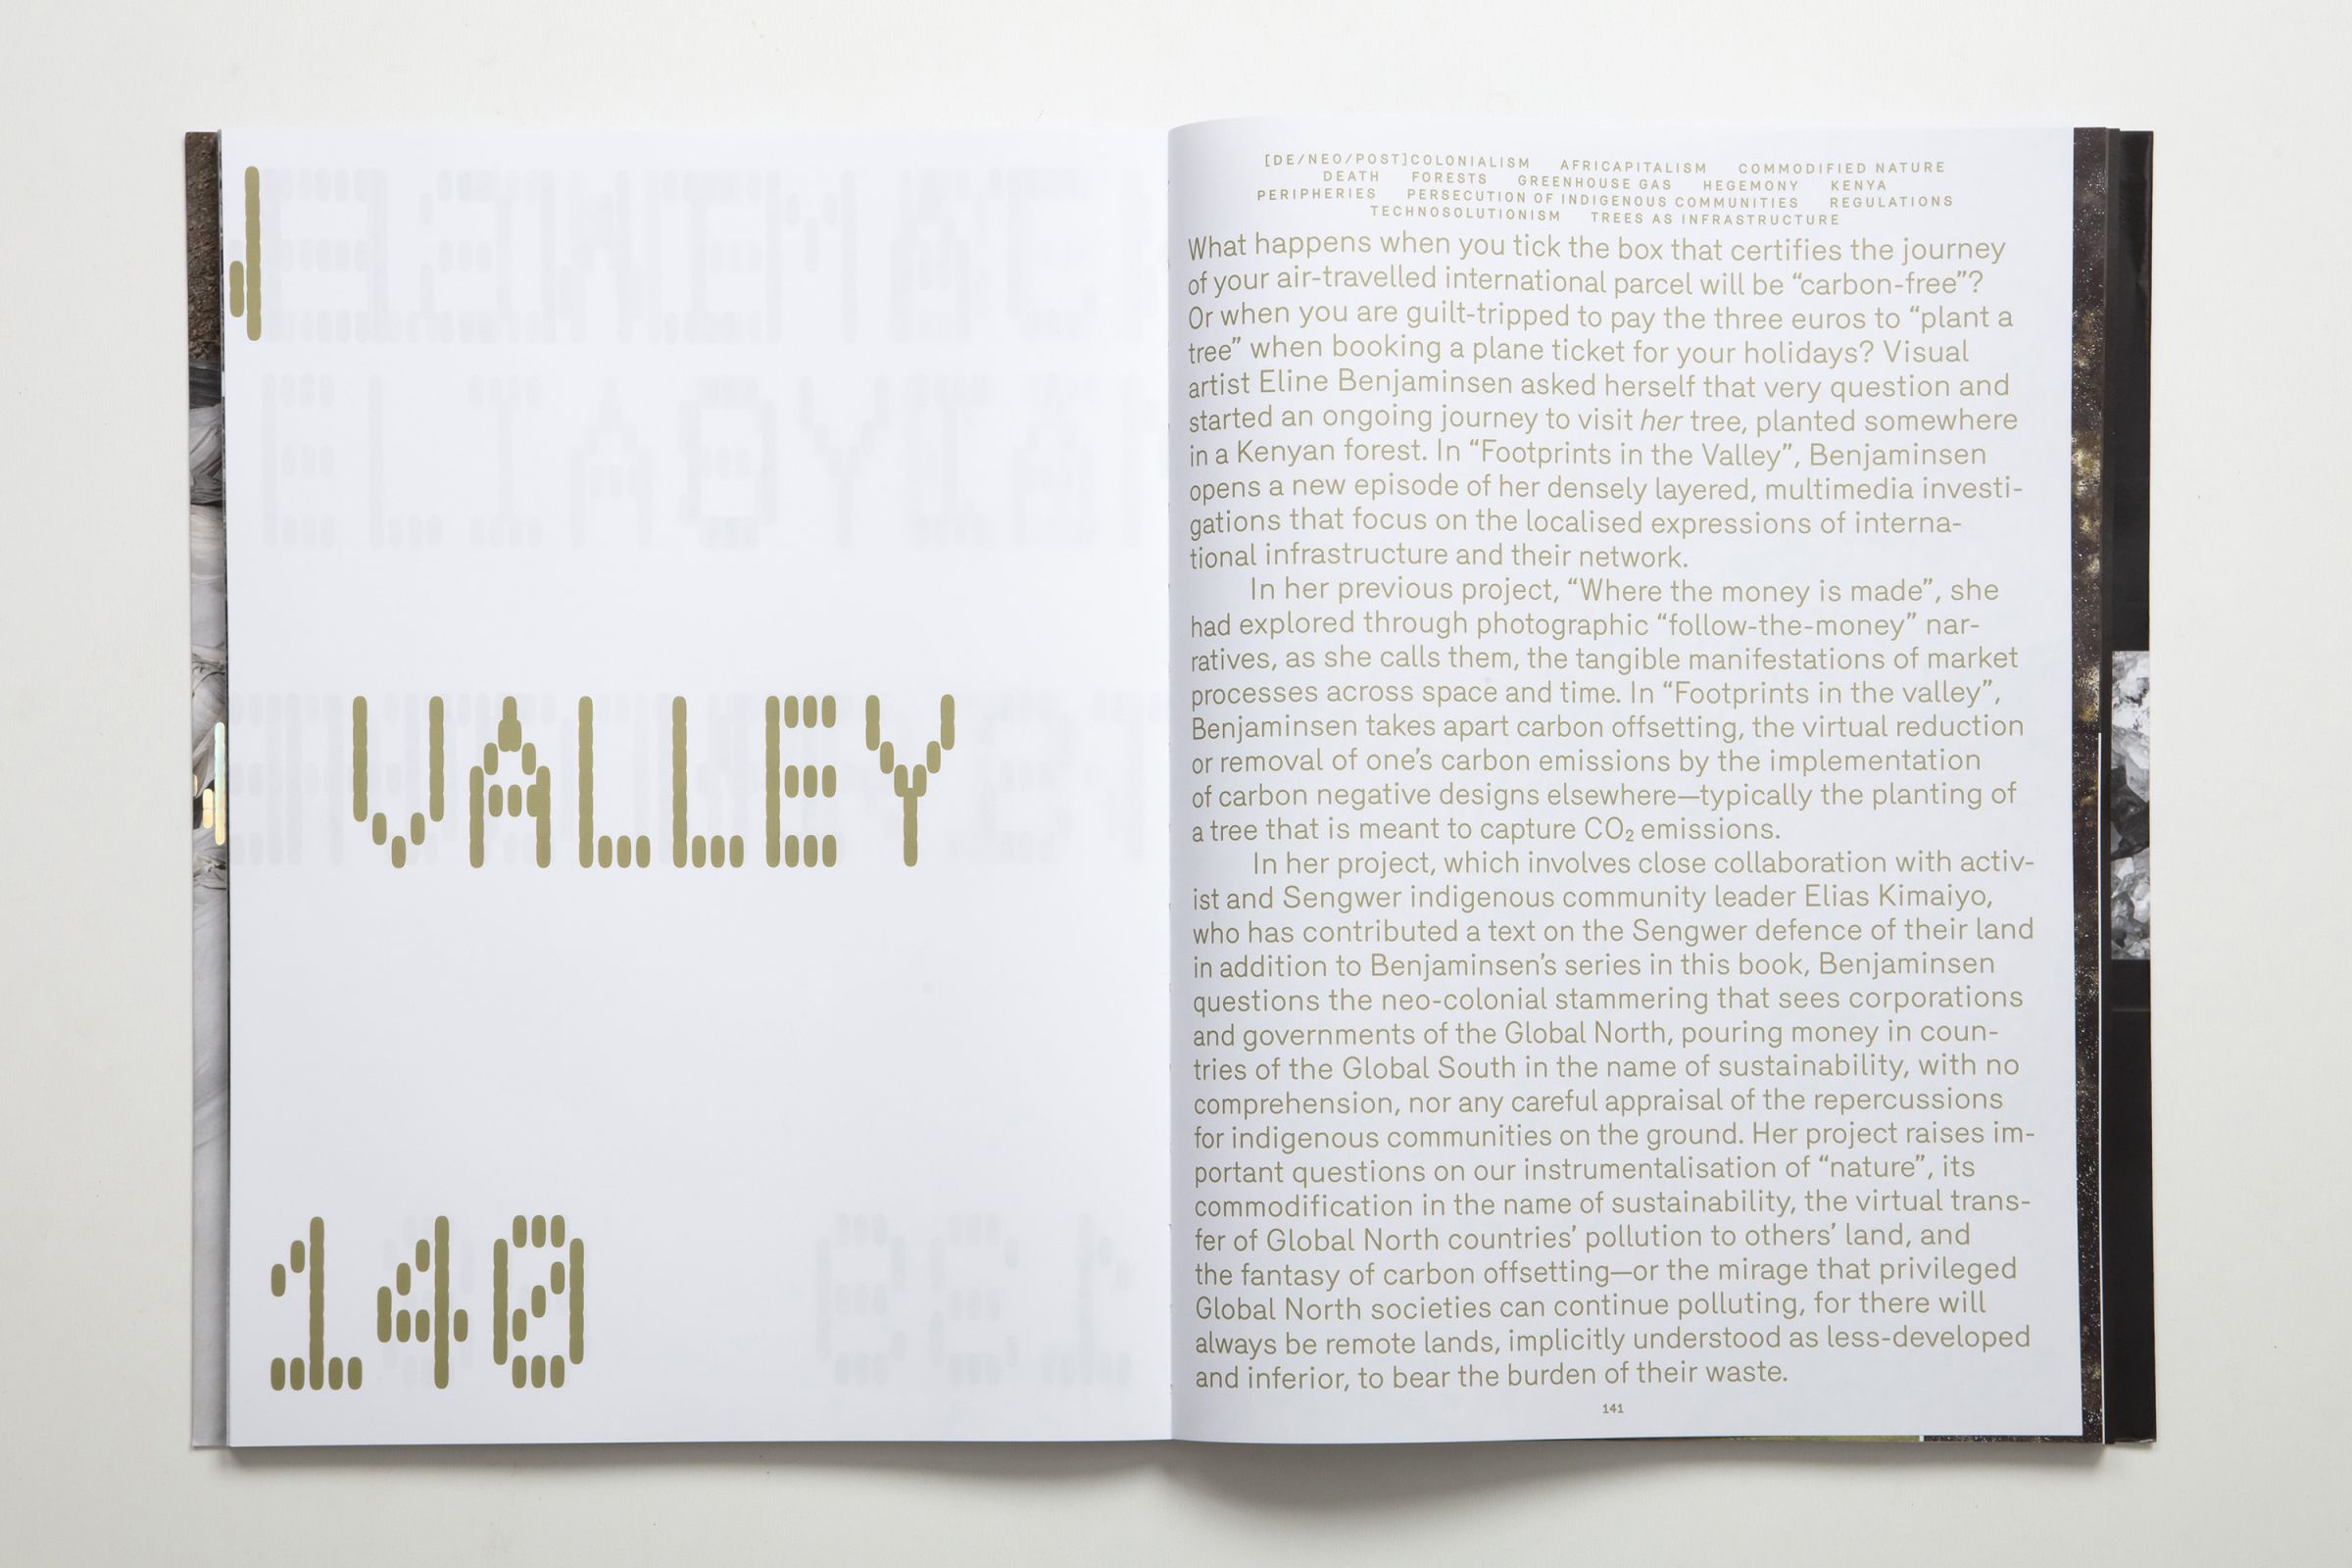 VALLEY
140
[DE/NEO/POST]COLONIALISM AFRICAPITALISM COMMODIFIED NATURE
DEATH FORESTS GREENHOUSE GAS HEGEMONY KENYA
PERIPHERIES PERSECUTION OF INDIGENOUS COMMUNITIES REGULATIONS
TECHNOSOLUTIONISM TREES AS INFRASTRUCTURE
What happens when you tick the box that certifies the journey
of your air-travelled international parcel will be “carbon-free”?
Or when you are guilt-tripped to pay the three euros to “plant a
tree” when booking a plane ticket for your holidays? Visual
artist Eline Benjaminsen asked herself that very question and
started an ongoing journey to visit her tree, planted somewhere
in a Kenyan forest. In “Footprints in the Valley”, Benjaminsen
opens a new episode of her densely layered, multimedia investi-
gations that focus on the localised expressions of interna-
tional infrastructure and their network.
In her previous project, “Where the money is made”, she
had explored through photographic “follow-the-money” nar-
ratives, as she calls them, the tangible manifestations of market
processes across space and time. In “Footprints in the valley”,
Benjaminsen takes apart carbon offsetting, the virtual reduction
or removal of one’s carbon emissions by the implementation
of carbon negative designs elsewhere—typically the planting of
a tree that is meant to capture CO₂ emissions.
In her project, which involves close collaboration with activ-
ist and Sengwer indigenous community leader Elias Kimaiyo,
who has contributed a text on the Sengwer defence of their land
in addition to Benjaminsen’s series in this book, Benjaminsen
questions the neo-colonial stammering that sees corporations
and governments of the Global North, pouring money in coun-
tries of the Global South in the name of sustainability, with no
comprehension, nor any careful appraisal of the repercussions
for indigenous communities on the ground. Her project raises im-
portant questions on our instrumentalisation of “nature”, its
commodification in the name of sustainability, the virtual trans-
fer of Global North countries’ pollution to others’ land, and
the fantasy of carbon offsetting—or the mirage that privileged
Global North societies can continue polluting, for there will
always be remote lands, implicitly understood as less-developed
and inferior, to bear the burden of their waste.
141